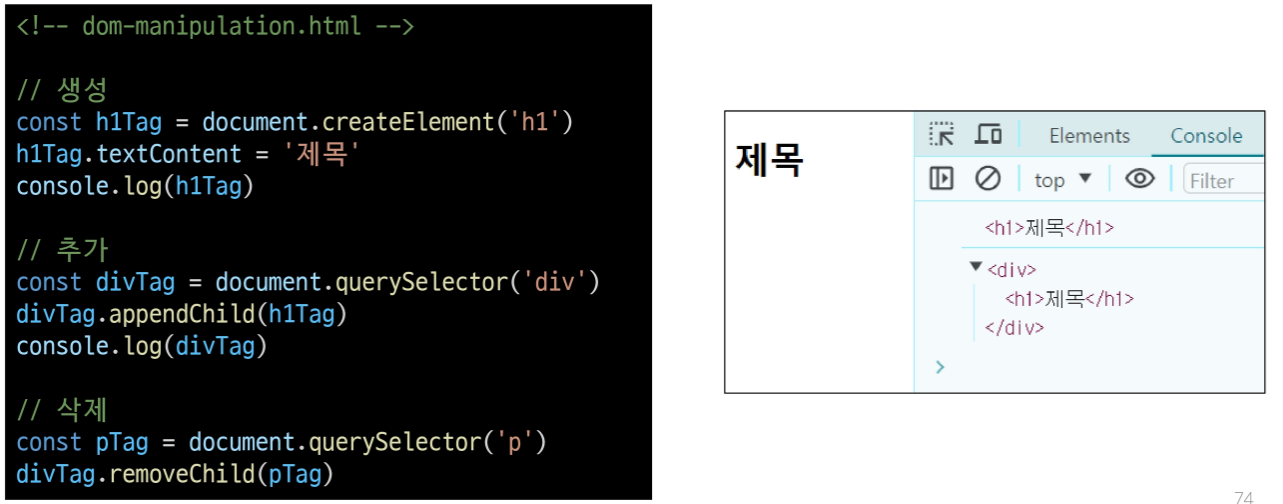 <!-- dom-manipulation.html -->
// 생성
const h1Tag = document.createElement('h1')
h1Tag.textContent = '제목'
console.log(h1Tag)
// 추가
const divTag = document.querySelector('div')
divTag.appendChild(h1Tag)
console.log(divTag)
// 삭제
const pTag = document.querySelector('p')
divTag.removeChild(pTag)
제목
Elements Console
top ▼ Filter
<h1>제목</h1>
▼<div>
<h1>제목</h1>
</div>
>
74